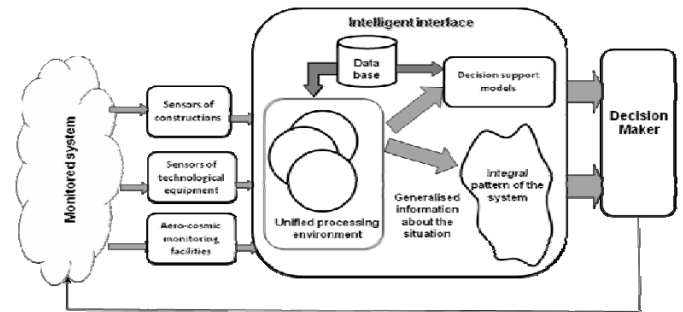 Intelligent interface
Monitored system
Sensors of
constructions
Sensors of
technological
equipment
Aero-cosmic
monitoring
facilities
Data
base
Unified processing
environment
Decision support
models
Generalised
information
about the
situation
Integral
pattern of the
system
Decision
Maker